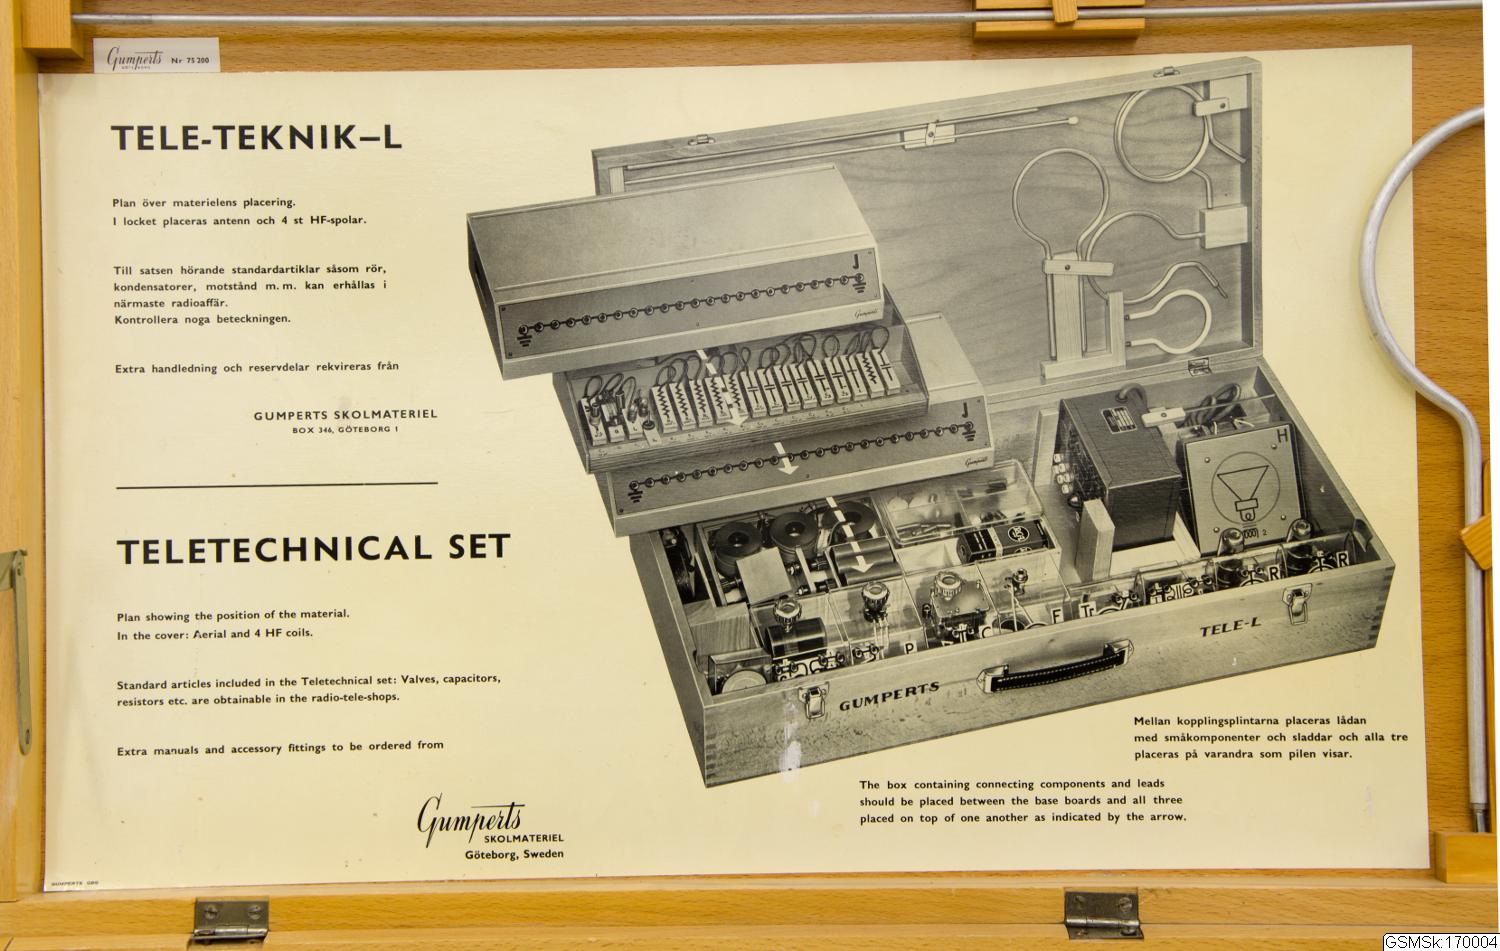 Gumperts Nr 75 200
TELE-TEKNIK–L
Plan över materielens placering.
I locket placeras antenn och 4 st HF-spolar.
Till satsen hörande standardartiklar såsom rör,
kondensatorer, motstånd m. m. kan erhållas i
närmaste radioaffär.
Kontrollera noga beteckningen.
Extra handledning och reservdelar rekvireras från
GUMPERTS SKOLMATERIEL
BOX 346, GÖTEBORG 1
TELETECHNICAL SET
Plan showing the position of the material.
In the cover: Aerial and 4 HF coils.
Standard articles included in the Teletechnical set: Valves, capacitors,
resistors etc. are obtainable in the radio-tele-shops.
Extra manuals and accessory fittings to be ordered from
Gumperts
SKOLMATERIEL
Göteborg, Sweden
GUMPERTS GBG
J
Gumperts
J
Gumperts
H
P
C
F
Tr
R
R
GUMPERTS
TELE-L
Mellan kopplingsplintarna placeras lådan
med småkomponenter och sladdar och alla tre
placeras på varandra som pilen visar.
The box containing connecting components and leads
should be placed between the base boards and all three
placed on top of one another as indicated by the arrow.
GSMSk:170004